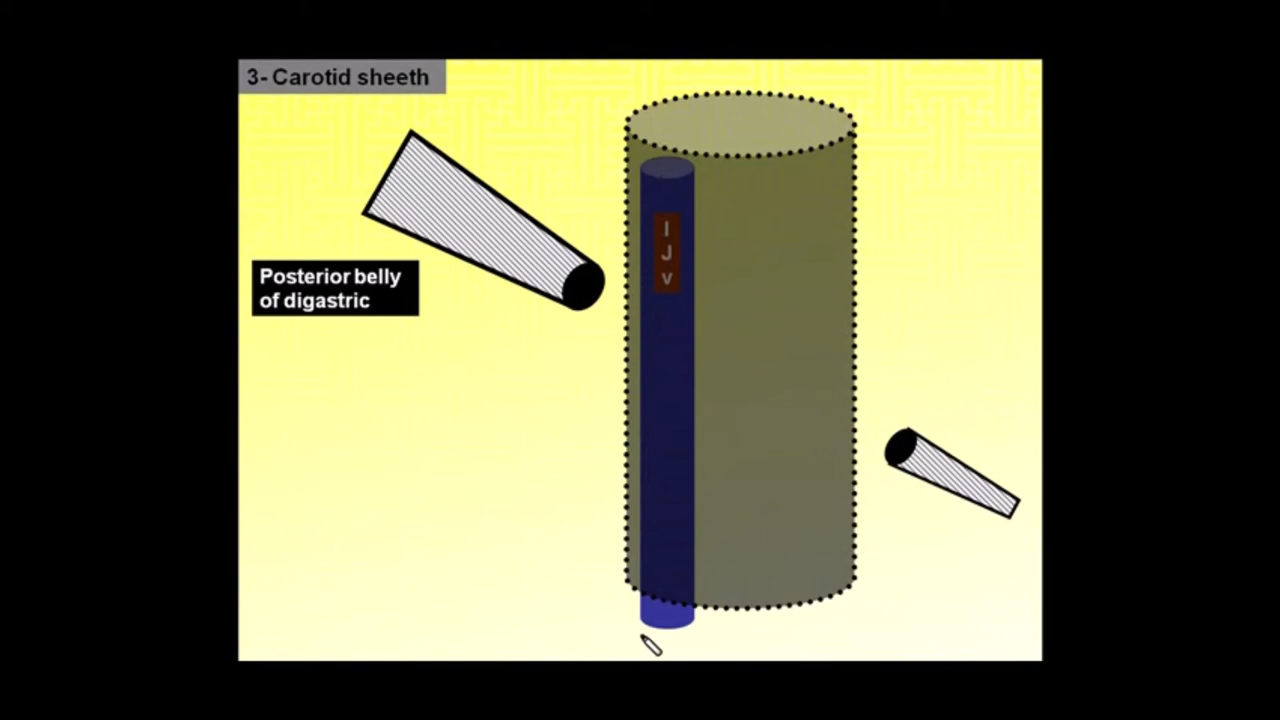 3- Carotid sheeth
Posterior belly
of digastric
I
J
v